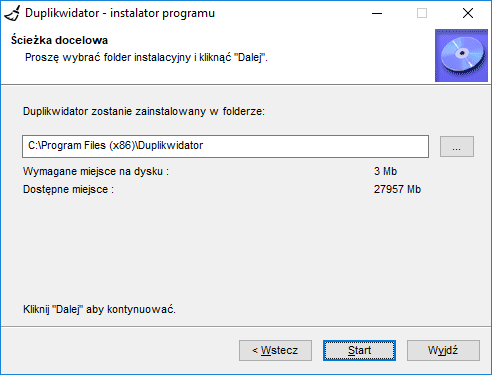 Duplikwidator - instalator programu
Ścieżka docelowa
Proszę wybrać folder instalacyjny i kliknąć "Dalej".
Duplikwidator zostanie zainstalowany w folderze:
C:\Program Files (x86)\Duplikwidator
...
Wymagane miejsce na dysku : 3 Mb
Dostępne miejsce : 27957 Mb
Kliknij "Dalej" aby kontynuować.
< Wstecz Start Wyjdź